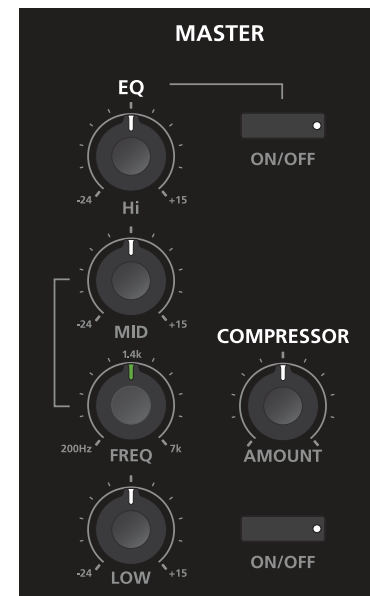 MASTER
EQ
ON/OFF
-24 Hi +15
-24 MID +15
COMPRESSOR
1.4k
200Hz FREQ 7k
AMOUNT
-24 LOW +15
ON/OFF